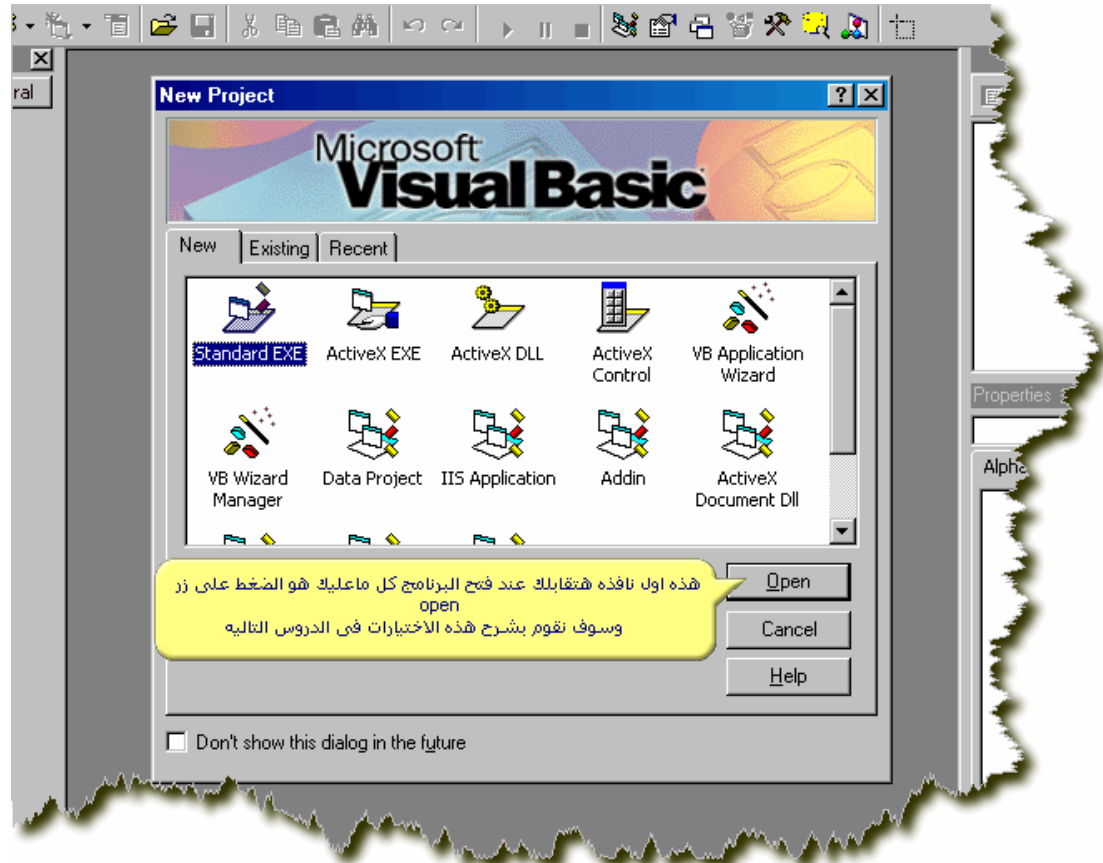 ral
New Project
Microsoft
Visual Basic
New Existing Recent
Standard EXE ActiveX EXE ActiveX DLL ActiveX Control VB Application Wizard
VB Wizard Manager Data Project IIS Application Addin ActiveX Document Dll
هذه اول نافذه هتقابلك عند فتح البرنامج كل ماعليك هو الضغط على زر
open
وسوف نقوم بشرح هذه الاختيارات فى الدروس التاليه
Open
Cancel
Help
Don't show this dialog in the future
Properties
Alpha